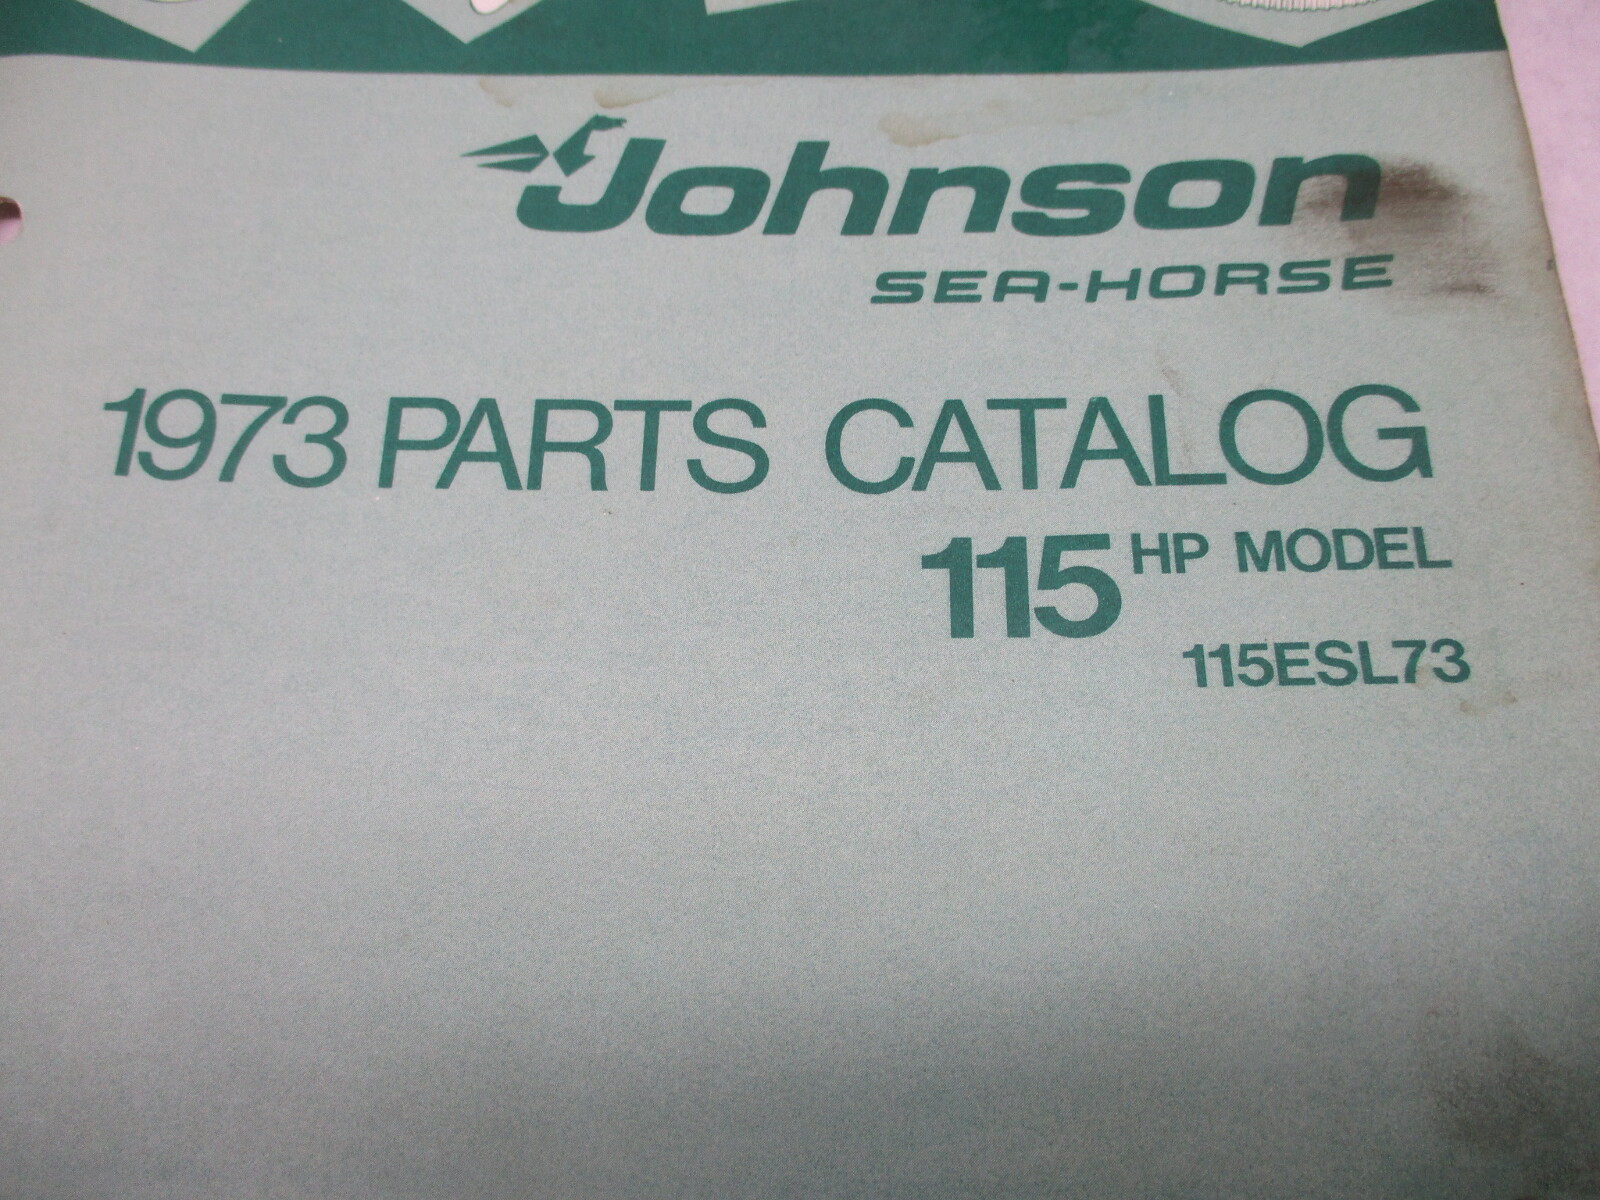 Johnson
SEA-HORSE
1973 PARTS CATALOG
115 HP MODEL
115ESL73